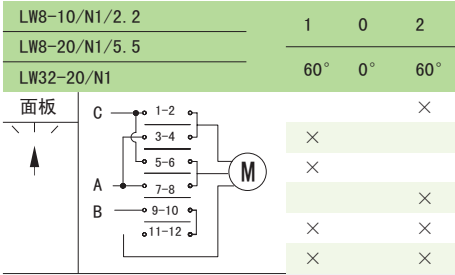 LW8-10/N1/2.2
LW8-20/N1/5.5
LW32-20/N1
1 0 2
60° 0° 60°
面板
C 1-2 ×
3-4 ×
5-6 ×
A 7-8 ×
M
B 9-10 × ×
11-12 × ×